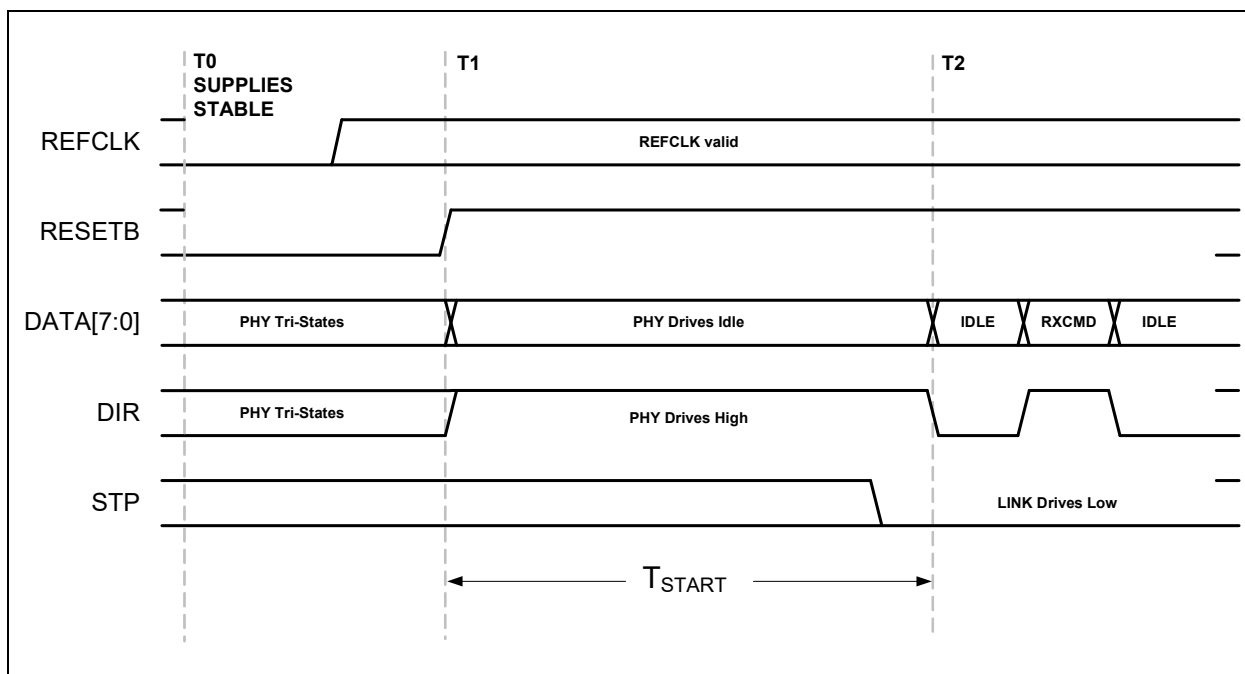 T0
SUPPLIES
STABLE
T1
T2
REFCLK
REFCLK valid
RESETB
DATA[7:0]
PHY Tri-States
PHY Drives Idle
IDLE
RXCMD
IDLE
DIR
PHY Tri-States
PHY Drives High
STP
LINK Drives Low
TSTART